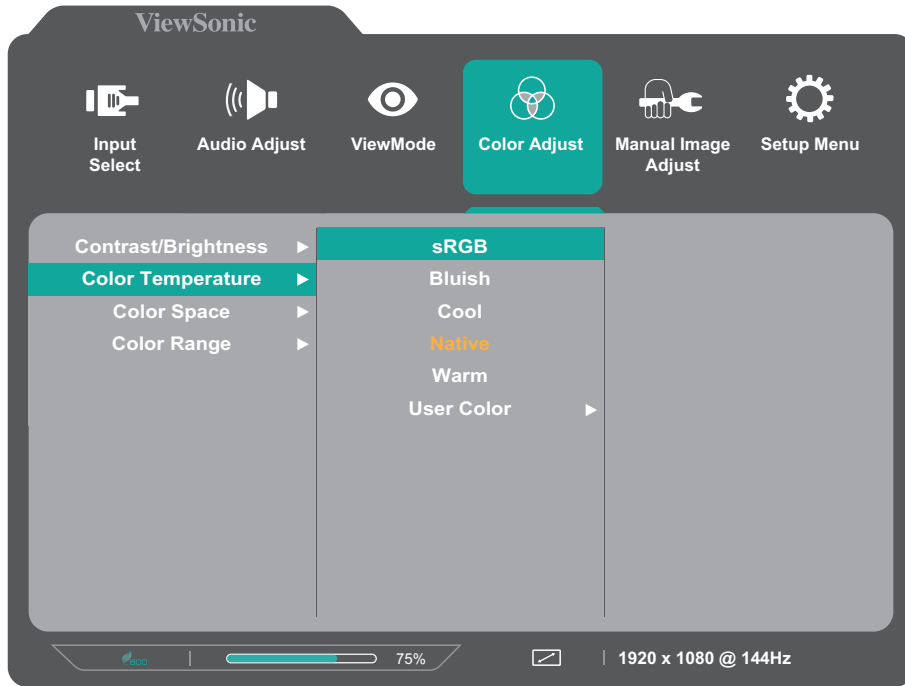 ViewSonic
Input
Select
Audio Adjust
ViewMode
Color Adjust
Manual Image
Adjust
Setup Menu
Contrast/Brightness
Color Temperature
Color Space
Color Range
sRGB
Bluish
Cool
Native
Warm
User Color
eco
75%
1920 x 1080 @ 144Hz